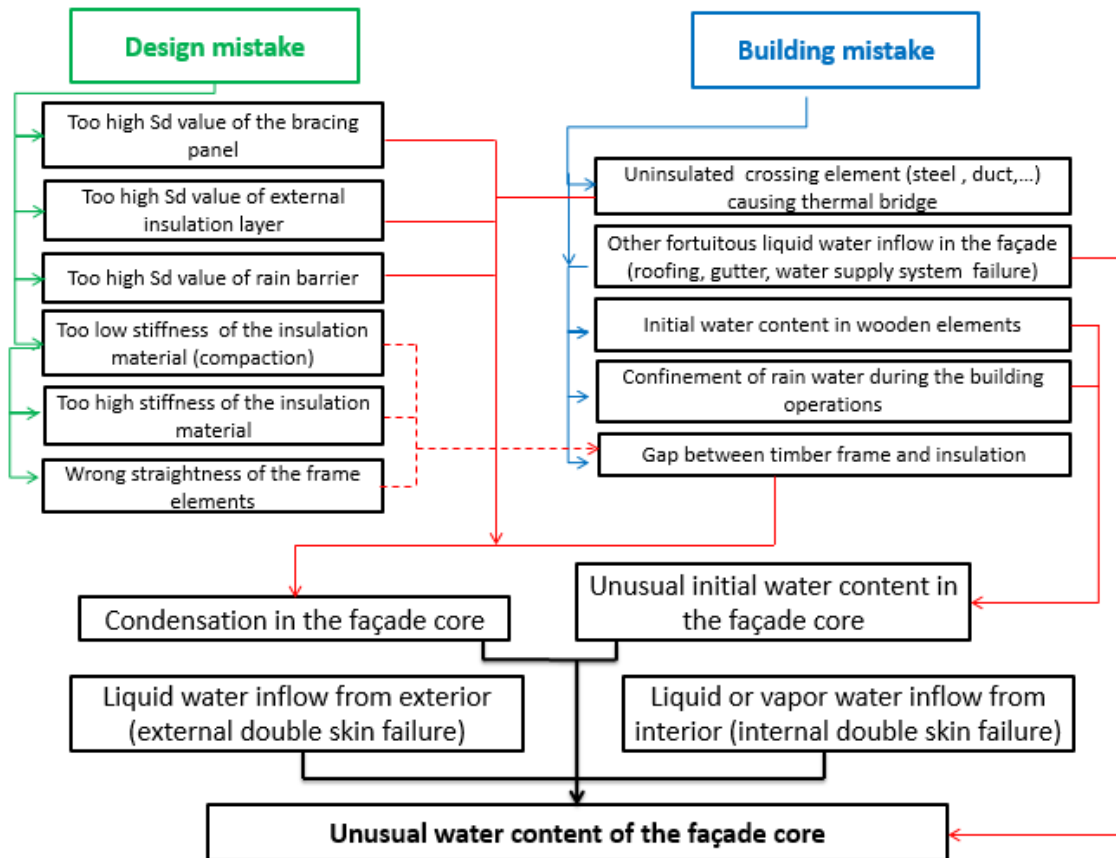 Design mistake
Building mistake
Too high Sd value of the bracing
panel
Too high Sd value of external
insulation layer
Too high Sd value of rain barrier
Too low stiffness  of the insulation
material (compaction)
Too high stiffness of the insulation
material
Wrong straightness of the frame
elements
Uninsulated  crossing element (steel , duct,...)
causing thermal bridge
Other fortuitous liquid water inflow in the façade
(roofing, gutter, water supply system  failure)
Initial water content in wooden elements
Confinement of rain water during the building
operations
Gap between timber frame and insulation
Condensation in the façade core
Unusual initial water content in
the façade core
Liquid water inflow from exterior
(external double skin failure)
Liquid or vapor water inflow from
interior (internal double skin failure)
Unusual water content of the façade core